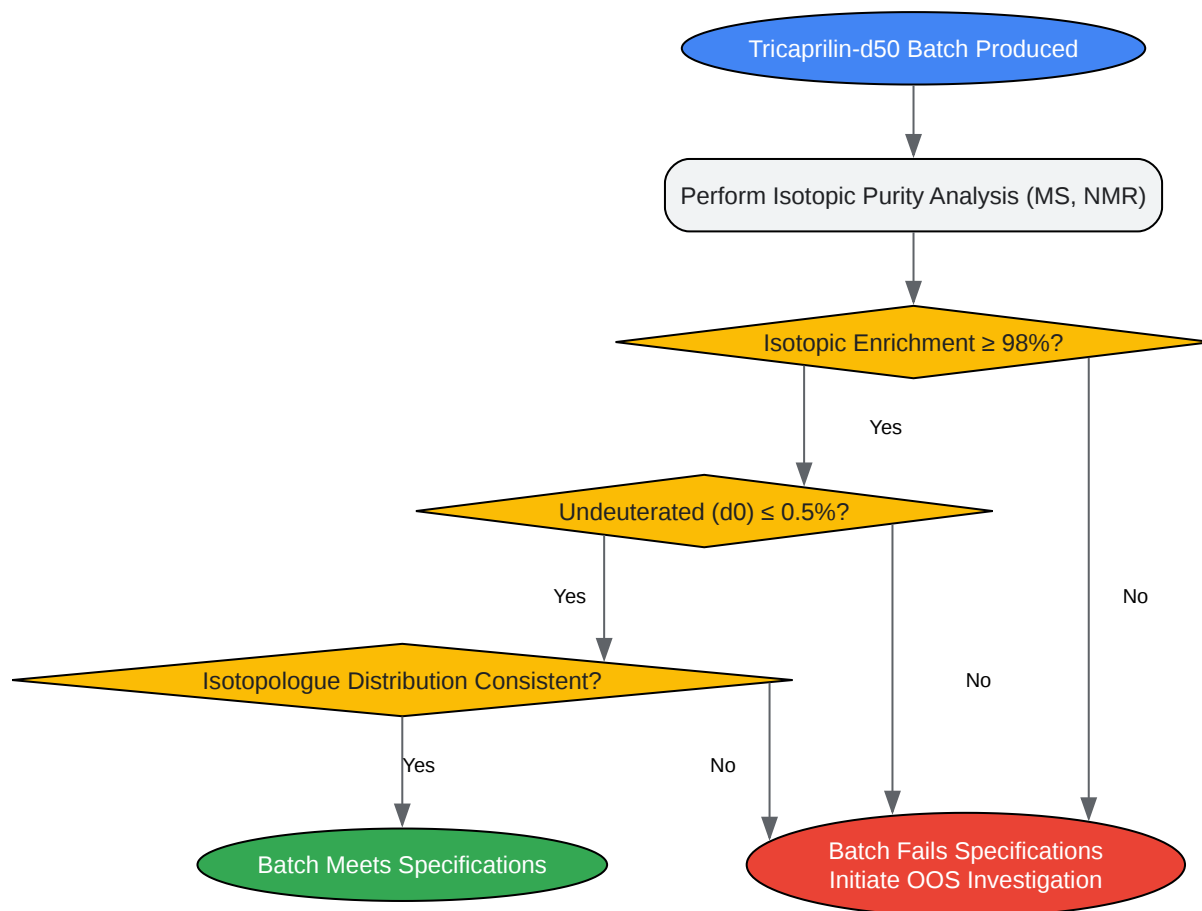 Tricaprilin-d50 Batch Produced
Perform Isotopic Purity Analysis (MS, NMR)
Isotopic Enrichment ≥ 98%?
Yes
Undeuterated (d0) ≤ 0.5%?
Yes
No
Isotopologue Distribution Consistent?
No
Yes
No
Batch Meets Specifications
Batch Fails Specifications
Initiate OOS Investigation